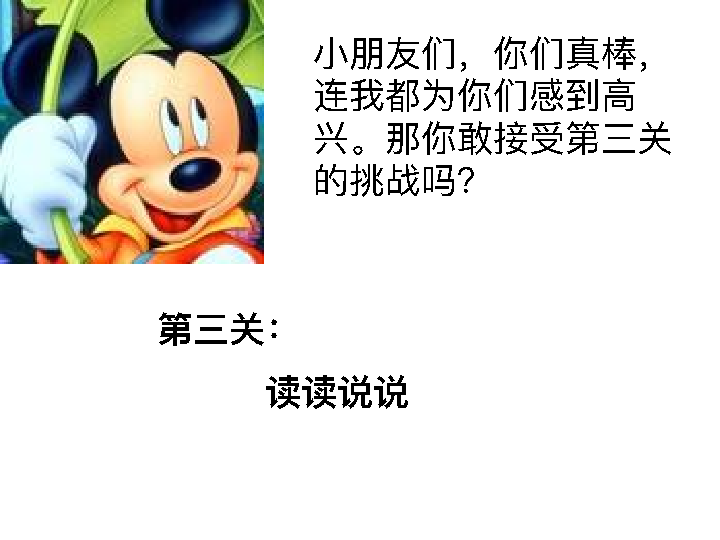 小朋友们，你们真棒，
连我都为你们感到高
兴。那你敢接受第三关
的挑战吗？
第三关：
读读说说